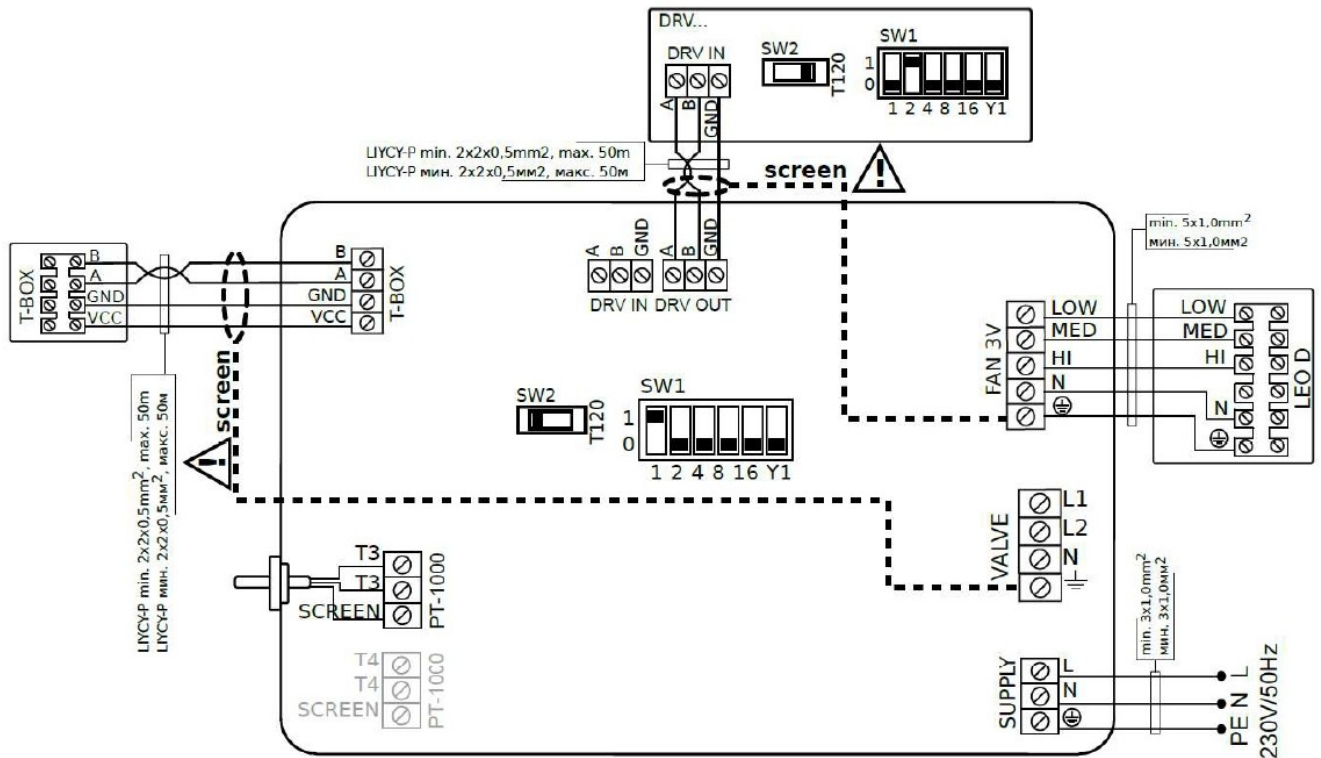 DRV...
DRV IN
A
B
GND
SW2
T120
SW1
1
0
1 2 4 8 16 Y1
LIYCY-P min. 2x2x0,5mm2, max. 50m
LIYCY-P мин. 2x2x0,5мм2, макс. 50м
screen
T-BOX
B
A
GND
VCC
B
A
GND
VCC
T-BOX
screen
LIYCY-P min. 2x2x0,5mm², max. 50m
LIYCY-P мин. 2x2x0,5мм², макс. 50м
A
B
GND
A
B
GND
DRV IN DRV OUT
SW2
T120
SW1
1
0
1 2 4 8 16 Y1
min. 5x1,0mm²
мин. 5x1,0мм2
FAN 3V
LOW
MED
HI
N
LOW
MED
HI
N
LEO D
VALVE
L1
L2
N
T3
T3
SCREEN
PT-1000
T4
T4
SCREEN
PT-1000
min. 3x1,0mm²
мин. 3x1,0мм2
SUPPLY
L
N
L
N
PE
230V/50Hz